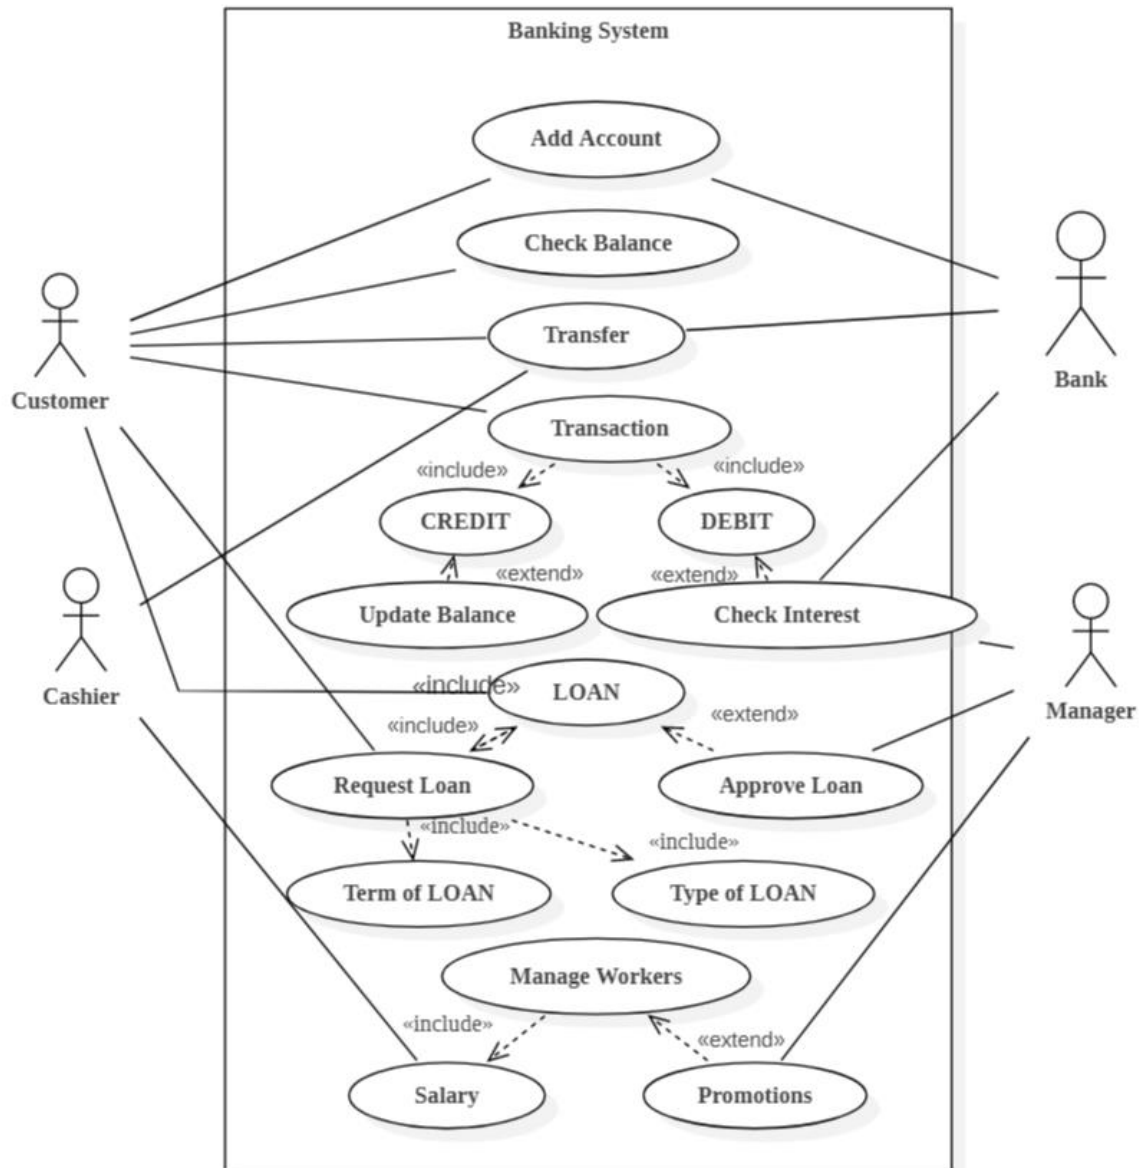 Banking System
Add Account
Check Balance
Transfer
Bank
Customer
Transaction
«include»
«include»
CREDIT
DEBIT
«extend»
«extend»
Update Balance
Check Interest
Cashier
«include»
LOAN
Manager
«include»
«extend»
Request Loan
Approve Loan
«include»
«include»
Term of LOAN
Type of LOAN
Manage Workers
«include»
«extend»
Salary
Promotions